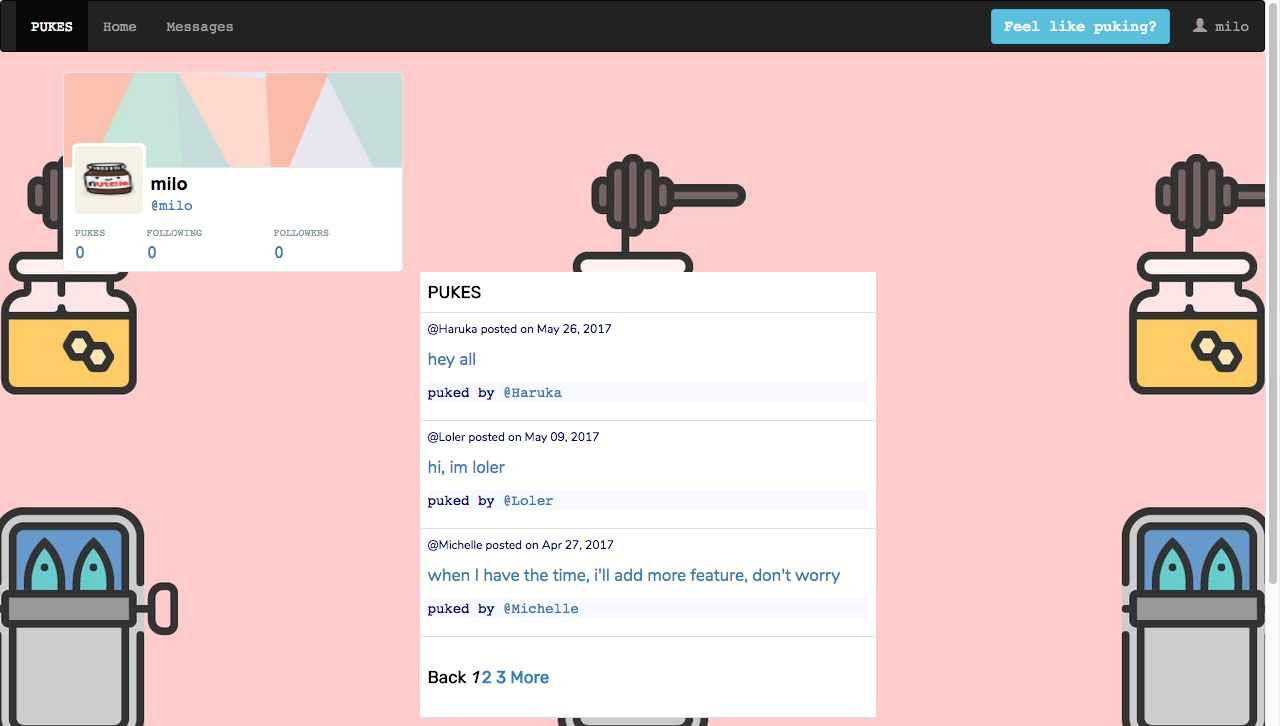 PUKES Home Messages Feel like puking? milo
nutella
milo
@milo
PUKES FOLLOWING FOLLOWERS
0 0 0
PUKES
@Haruka posted on May 26, 2017
hey all
puked by @Haruka
@Loler posted on May 09, 2017
hi, im loler
puked by @Loler
@Michelle posted on Apr 27, 2017
when I have the time, i'll add more feature, don't worry
puked by @Michelle
Back 1 2 3 More